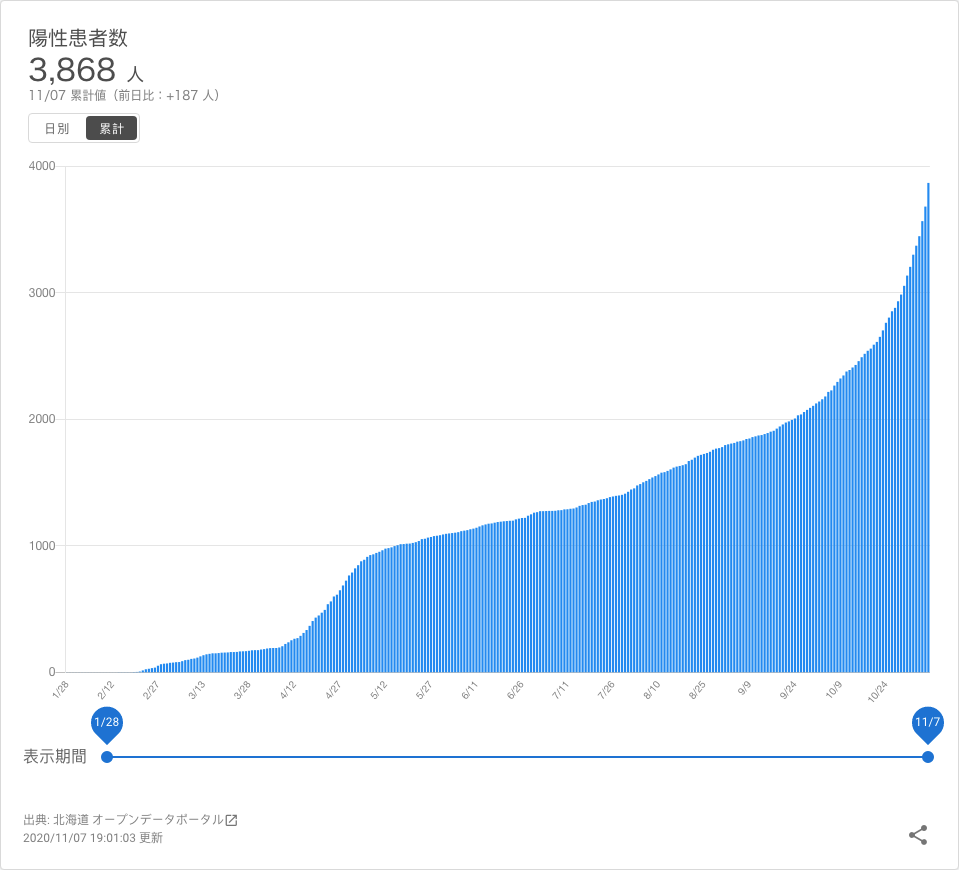 陽性患者数
3,868 人
11/07 累計値（前日比：+187 人）
日別 累計
4000
3000
2000
1000
0
1/28 2/12 2/27 3/13 3/28 4/12 4/27 5/12 5/27 6/11 6/26 7/11 7/26 8/10 8/25 9/9 9/24 10/9 10/24
1/28 11/7
表示期間
出典: 北海道 オープンデータポータル
2020/11/07 19:01:03 更新